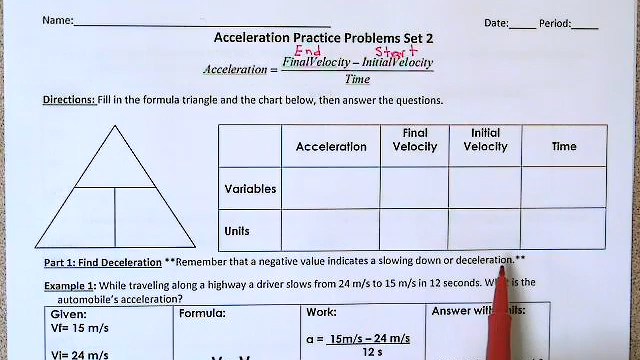 Name: Date: Period:
Acceleration Practice Problems Set 2
End Start
Acceleration = FinalVelocity − InitialVelocity
Time
Directions: Fill in the formula triangle and the chart below, then answer the questions.
Acceleration Final Velocity Initial Velocity Time
Variables
Units
Part 1: Find Deceleration **Remember that a negative value indicates a slowing down or deceleration.**
Example 1: While traveling along a highway a driver slows from 24 m/s to 15 m/s in 12 seconds. is the
automobile's acceleration?
Given: Formula: Work: Answer with
Vf= 15 m/s
a = 15m/s – 24 m/s
12 s
Vi= 24 m/s